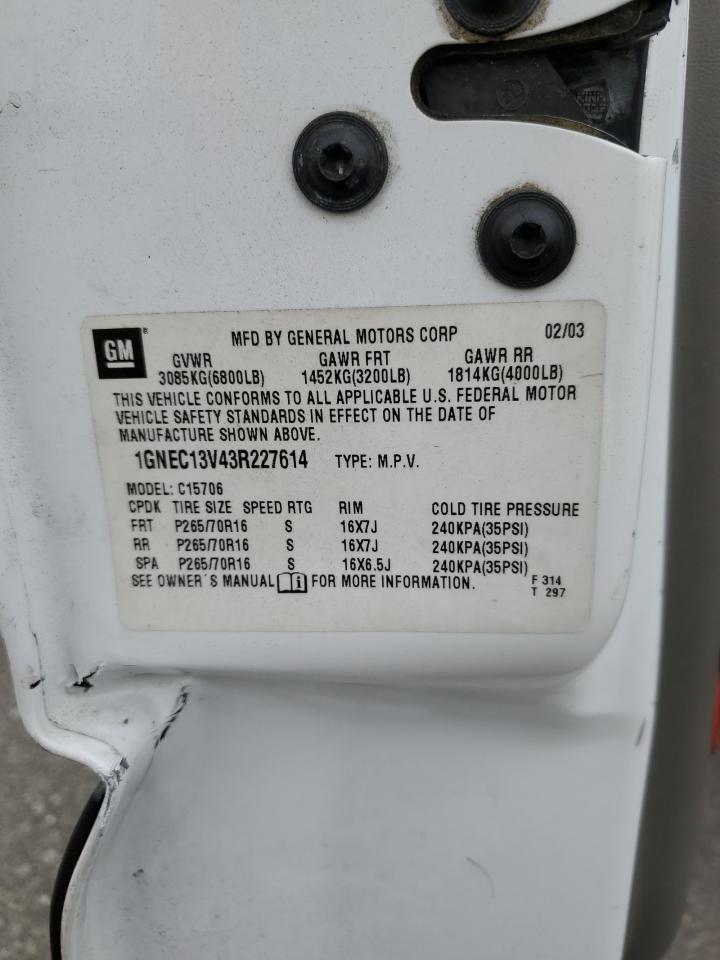 GM ® MFD BY GENERAL MOTORS CORP 02/03
GVWR GAWR FRT GAWR RR
3085KG(6800LB) 1452KG(3200LB) 1814KG(4000LB)
THIS VEHICLE CONFORMS TO ALL APPLICABLE U.S. FEDERAL MOTOR
VEHICLE SAFETY STANDARDS IN EFFECT ON THE DATE OF
MANUFACTURE SHOWN ABOVE.
1GNEC13V43R227614 TYPE: M.P.V.
MODEL: C15706
CPDK TIRE SIZE SPEED RTG RIM COLD TIRE PRESSURE
FRT P265/70R16 S 16X7J 240KPA(35PSI)
RR P265/70R16 S 16X7J 240KPA(35PSI)
SPA P265/70R16 S 16X6.5J 240KPA(35PSI)
SEE OWNER'S MANUAL i FOR MORE INFORMATION.
F 314
T 297